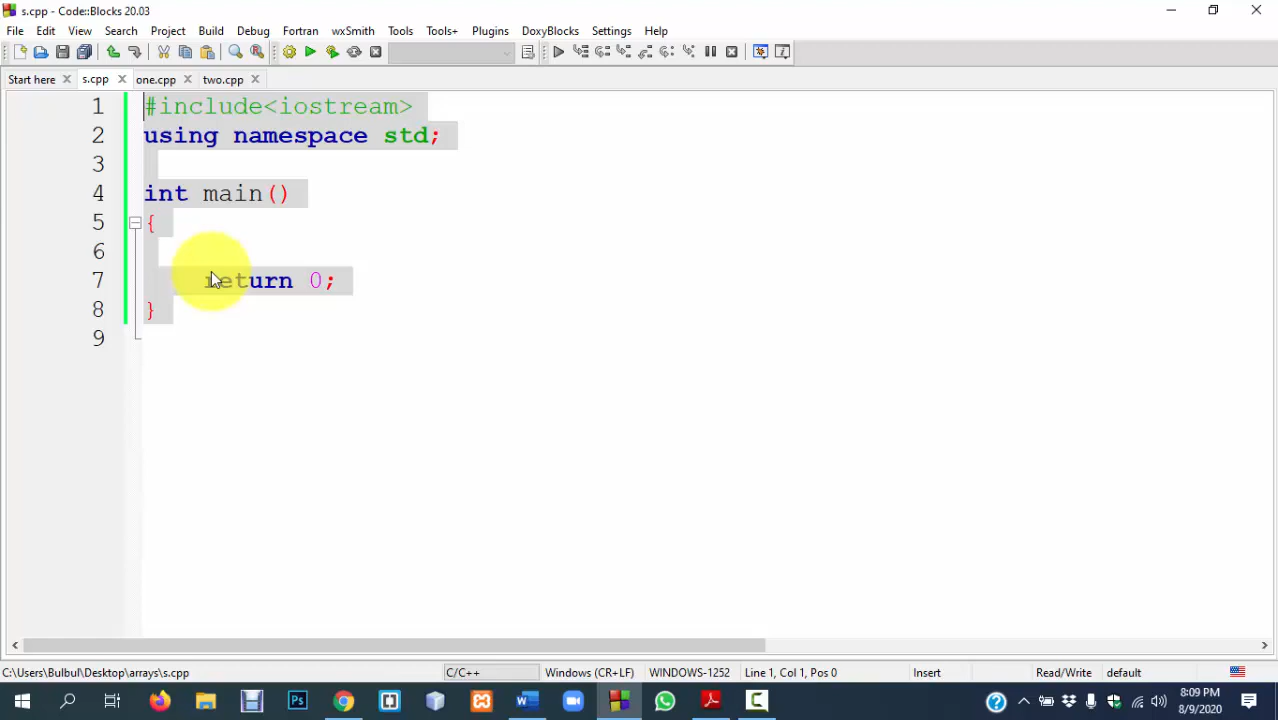 s.cpp - Code::Blocks 20.03
File Edit View Search Project Build Debug Fortran wxSmith Tools Tools+ Plugins DoxyBlocks Settings Help
Start here s.cpp one.cpp two.cpp
1 #include<iostream>
2 using namespace std;
3
4 int main()
5 {
6
7 return 0;
8 }
9
C:\Users\Bulbul\Desktop\arrays\s.cpp C/C++ Windows (CR+LF) WINDOWS-1252 Line 1, Col 1, Pos 0 Insert Read/Write default
8:09 PM
8/9/2020